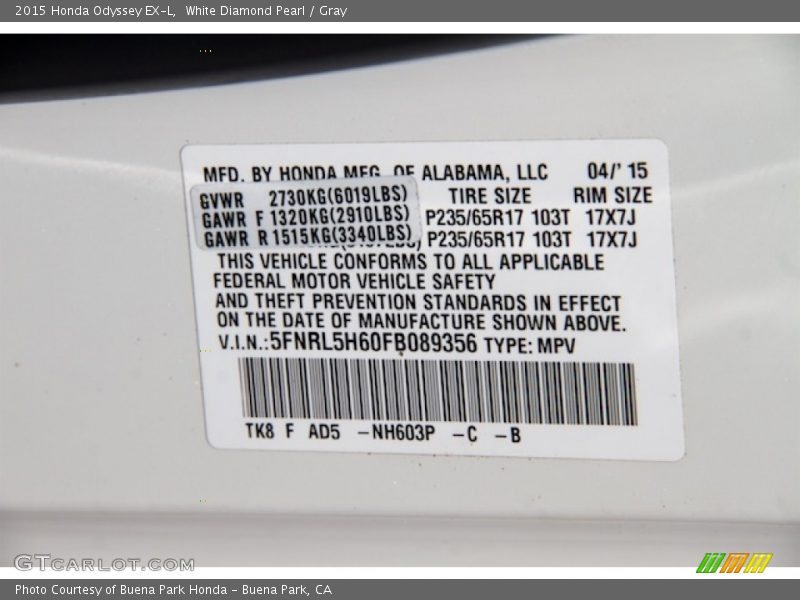 2015 Honda Odyssey EX-L, White Diamond Pearl / Gray
MFD. BY HONDA MFG. OF ALABAMA, LLC 04/' 15
GVWR 2730KG(6019LBS) TIRE SIZE RIM SIZE
GAWR F 1320KG(2910LBS) P235/65R17 103T 17X7J
GAWR R 1515KG(3340LBS) P235/65R17 103T 17X7J
THIS VEHICLE CONFORMS TO ALL APPLICABLE
FEDERAL MOTOR VEHICLE SAFETY
AND THEFT PREVENTION STANDARDS IN EFFECT
ON THE DATE OF MANUFACTURE SHOWN ABOVE.
V.I.N.:5FNRL5H60FB089356 TYPE: MPV
TK8 F AD5 -NH603P -C -B
GTCARLOT.COM
Photo Courtesy of Buena Park Honda - Buena Park, CA